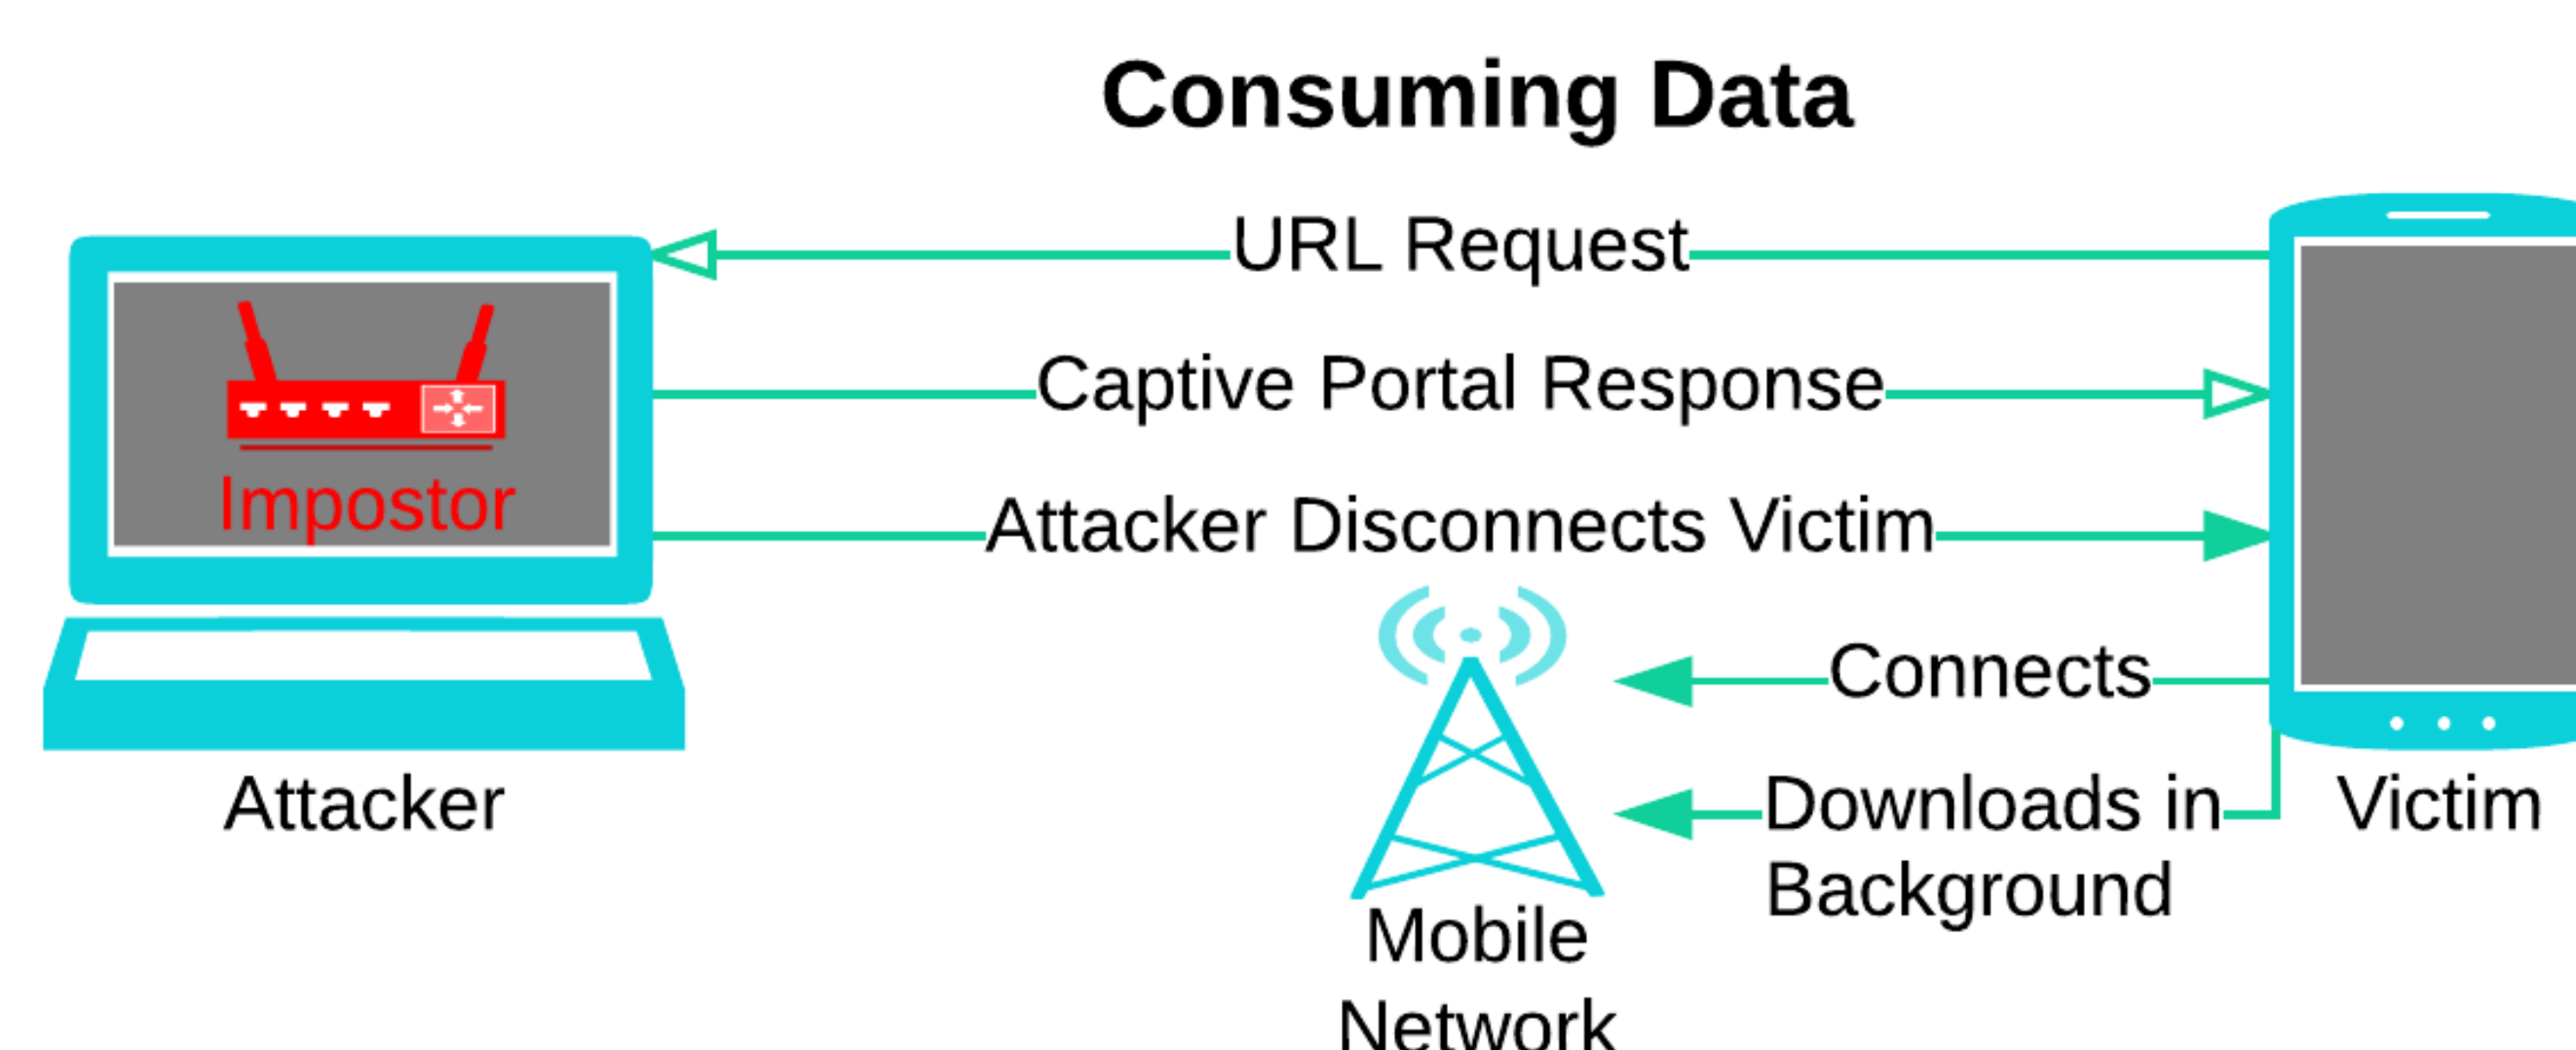 Consuming Data
URL Request
Captive Portal Response
Impostor
Attacker Disconnects Victim
Connects
Attacker
Downloads in
Background
Victim
Mobile
Network